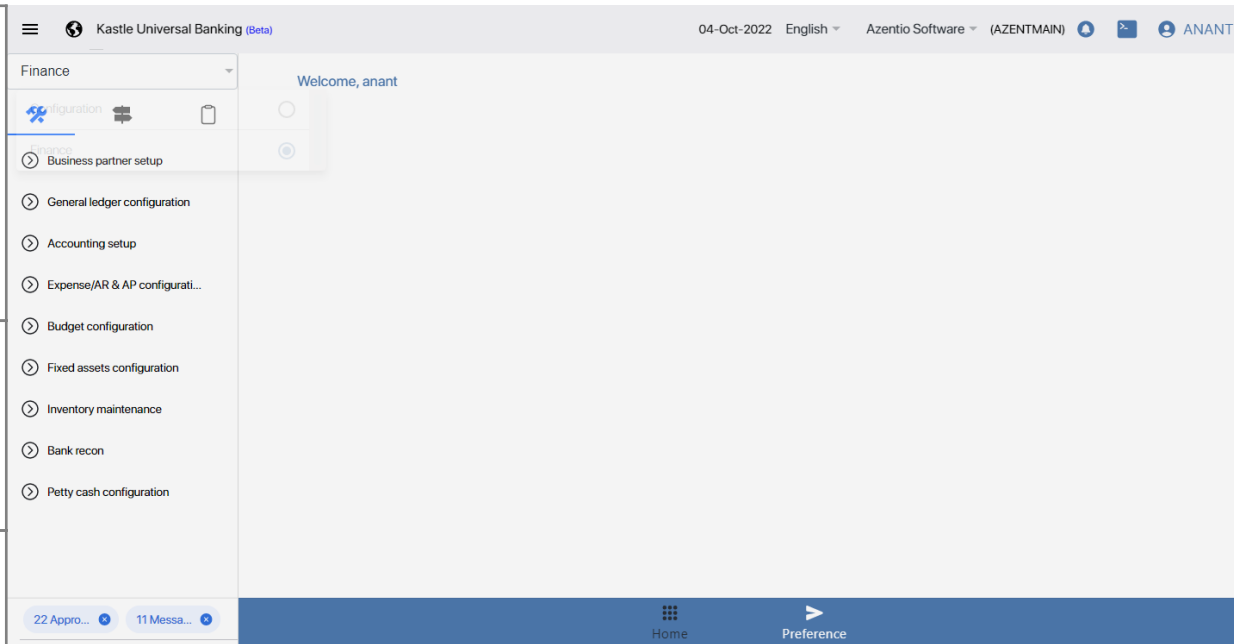 Kastle Universal Banking (Beta)
04-Oct-2022 English Azentio Software (AZENTMAIN) ANANT
Finance
Welcome, anant
Configuration
Finance
Business partner setup
General ledger configuration
Accounting setup
Expense/AR & AP configurati...
Budget configuration
Fixed assets configuration
Inventory maintenance
Bank recon
Petty cash configuration
22 Appro... 11 Messa...
Home Preference